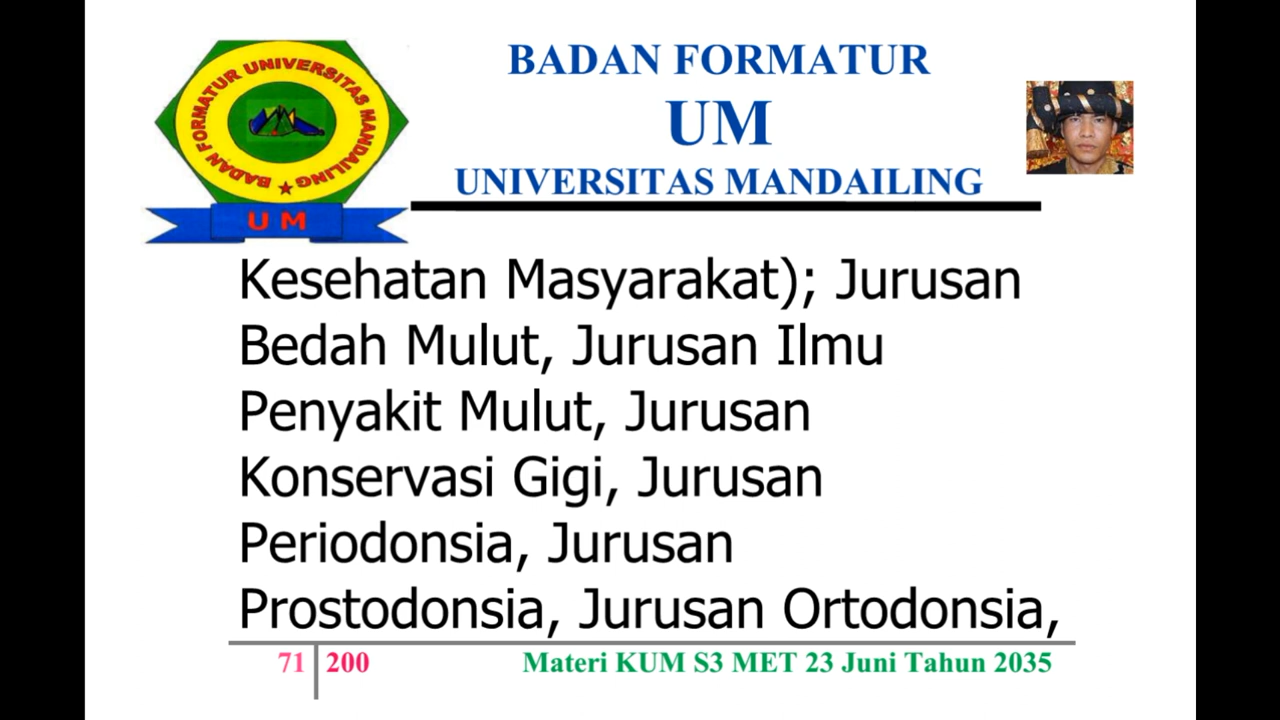 BADAN FORMATUR UNIVERSITAS MANDAILING
U M
BADAN FORMATUR
UM
UNIVERSITAS MANDAILING
Kesehatan Masyarakat); Jurusan
Bedah Mulut, Jurusan Ilmu
Penyakit Mulut, Jurusan
Konservasi Gigi, Jurusan
Periodonsia, Jurusan
Prostodonsia, Jurusan Ortodonsia,
71 200 Materi KUM S3 MET 23 Juni Tahun 2035